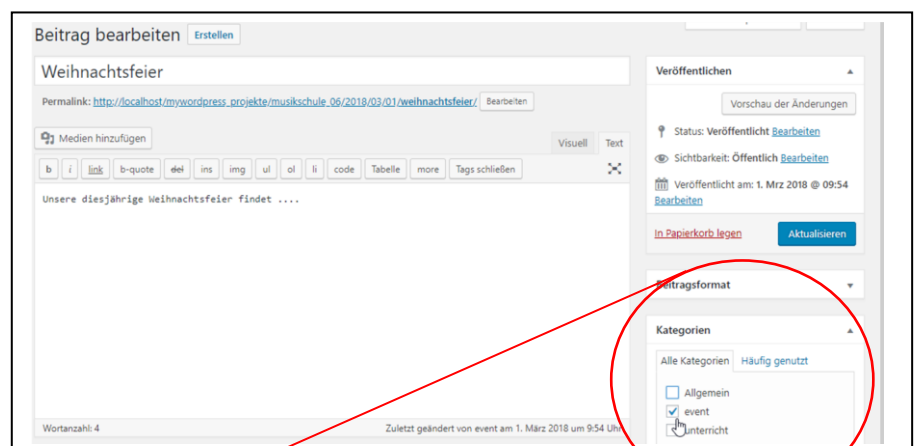 Beitrag bearbeiten Erstellen
Weihnachtsfeier
Permalink: http://localhost/mywordpress_projekte/musikschule_06/2018/03/01/weihnachtsfeier/ Bearbeiten
Medien hinzufügen
Visuell Text
b i link b-quote del ins img ul ol li code Tabelle more Tags schließen
Unsere diesjährige Weihnachtsfeier findet ....
Wortanzahl: 4
Zuletzt geändert von event am 1. März 2018 um 9:54 Uhr
Veröffentlichen
Vorschau der Änderungen
Status: Veröffentlicht Bearbeiten
Sichtbarkeit: Öffentlich Bearbeiten
Veröffentlicht am: 1. Mrz 2018 @ 09:54
Bearbeiten
In Papierkorb legen Aktualisieren
Beitragsformat
Kategorien
Alle Kategorien Häufig genutzt
Allgemein
event
unterricht